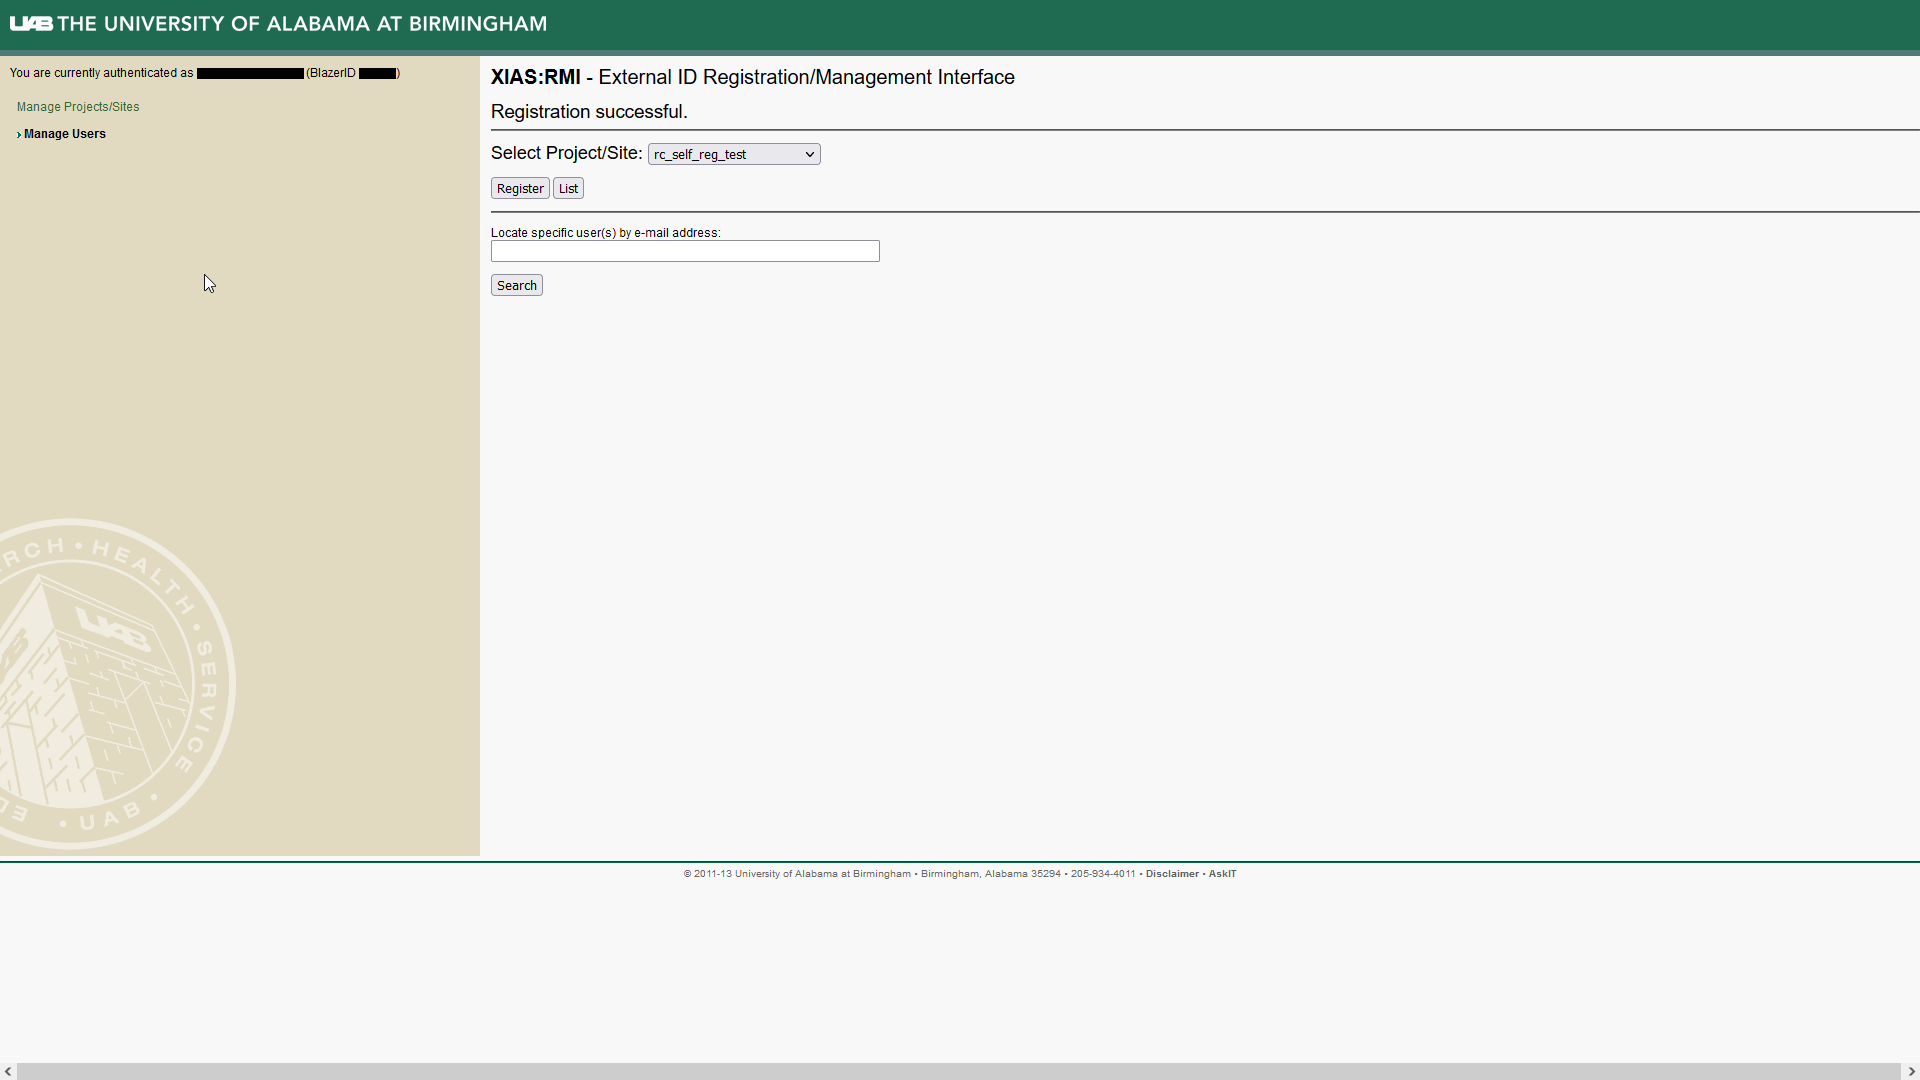 UAB THE UNIVERSITY OF ALABAMA AT BIRMINGHAM
You are currently authenticated as (BlazerID )
Manage Projects/Sites
› Manage Users
XIAS:RMI - External ID Registration/Management Interface
Registration successful.
Select Project/Site: rc_self_reg_test
Register List
Locate specific user(s) by e-mail address:
Search
RCH • HEALTH • SERVICE
UAB
• UAB •
ED
© 2011-13 University of Alabama at Birmingham • Birmingham, Alabama 35294 • 205-934-4011 • Disclaimer • AskIT